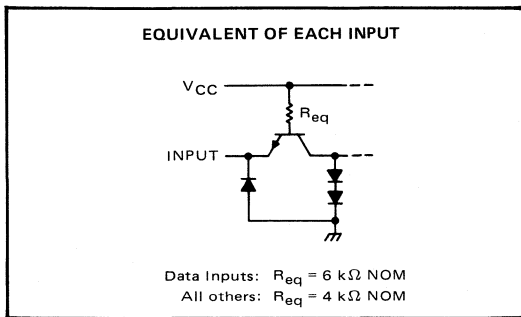 EQUIVALENT OF EACH INPUT
VCC
Req
INPUT
Data Inputs: Req = 6 kΩ NOM
All others: Req = 4 kΩ NOM